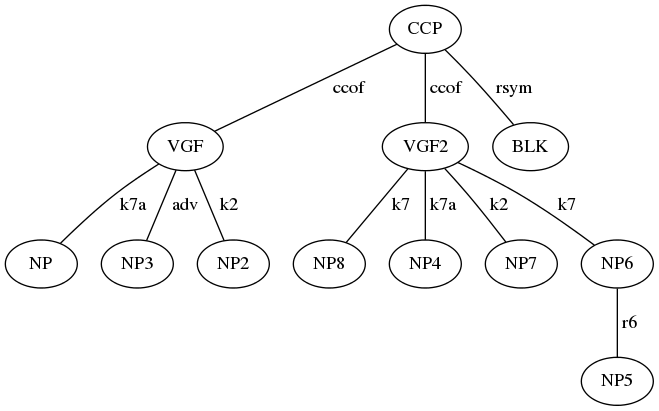 CCP
ccof ccof rsym
VGF VGF2 BLK
k7a adv k2 k7 k7a k2 k7
NP NP3 NP2 NP8 NP4 NP7 NP6
r6
NP5